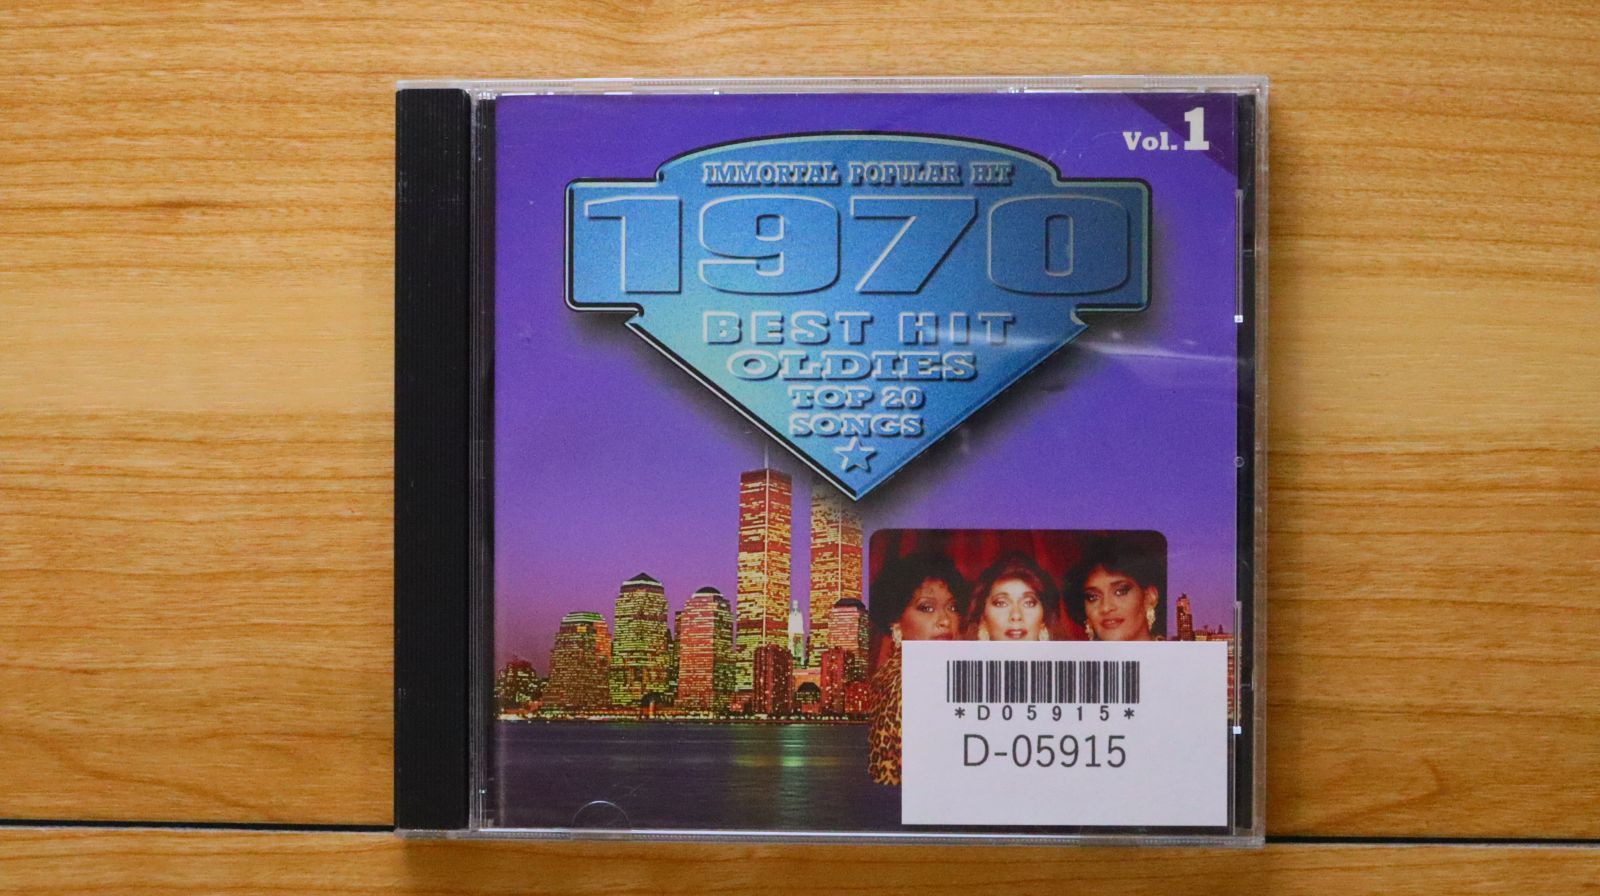 Vol.1
IMMORTAL POPULAR HIT
1970
BEST HIT
OLDIES
TOP 20
SONGS
*D05915*
D-05915